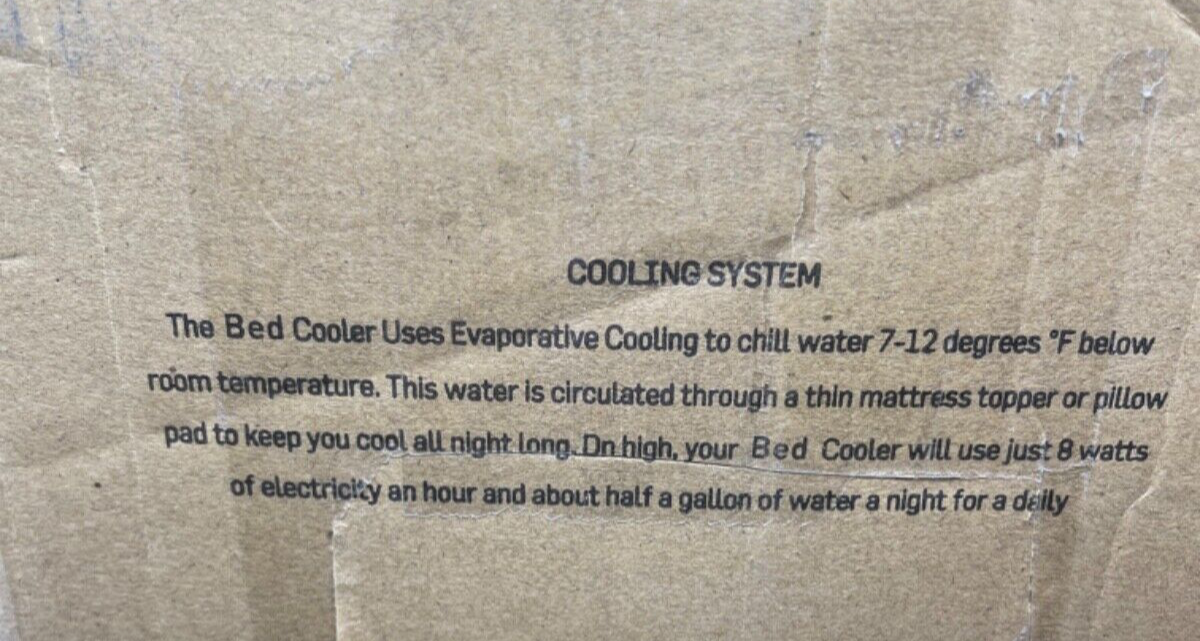 COOLING SYSTEM
The Bed Cooler Uses Evaporative Cooling to chill water 7-12 degrees °F below
room temperature. This water is circulated through a thin mattress topper or pillow
pad to keep you cool all night long. Dn high, your Bed Cooler will use just 8 watts
of electricity an hour and about half a gallon of water a night for a daily